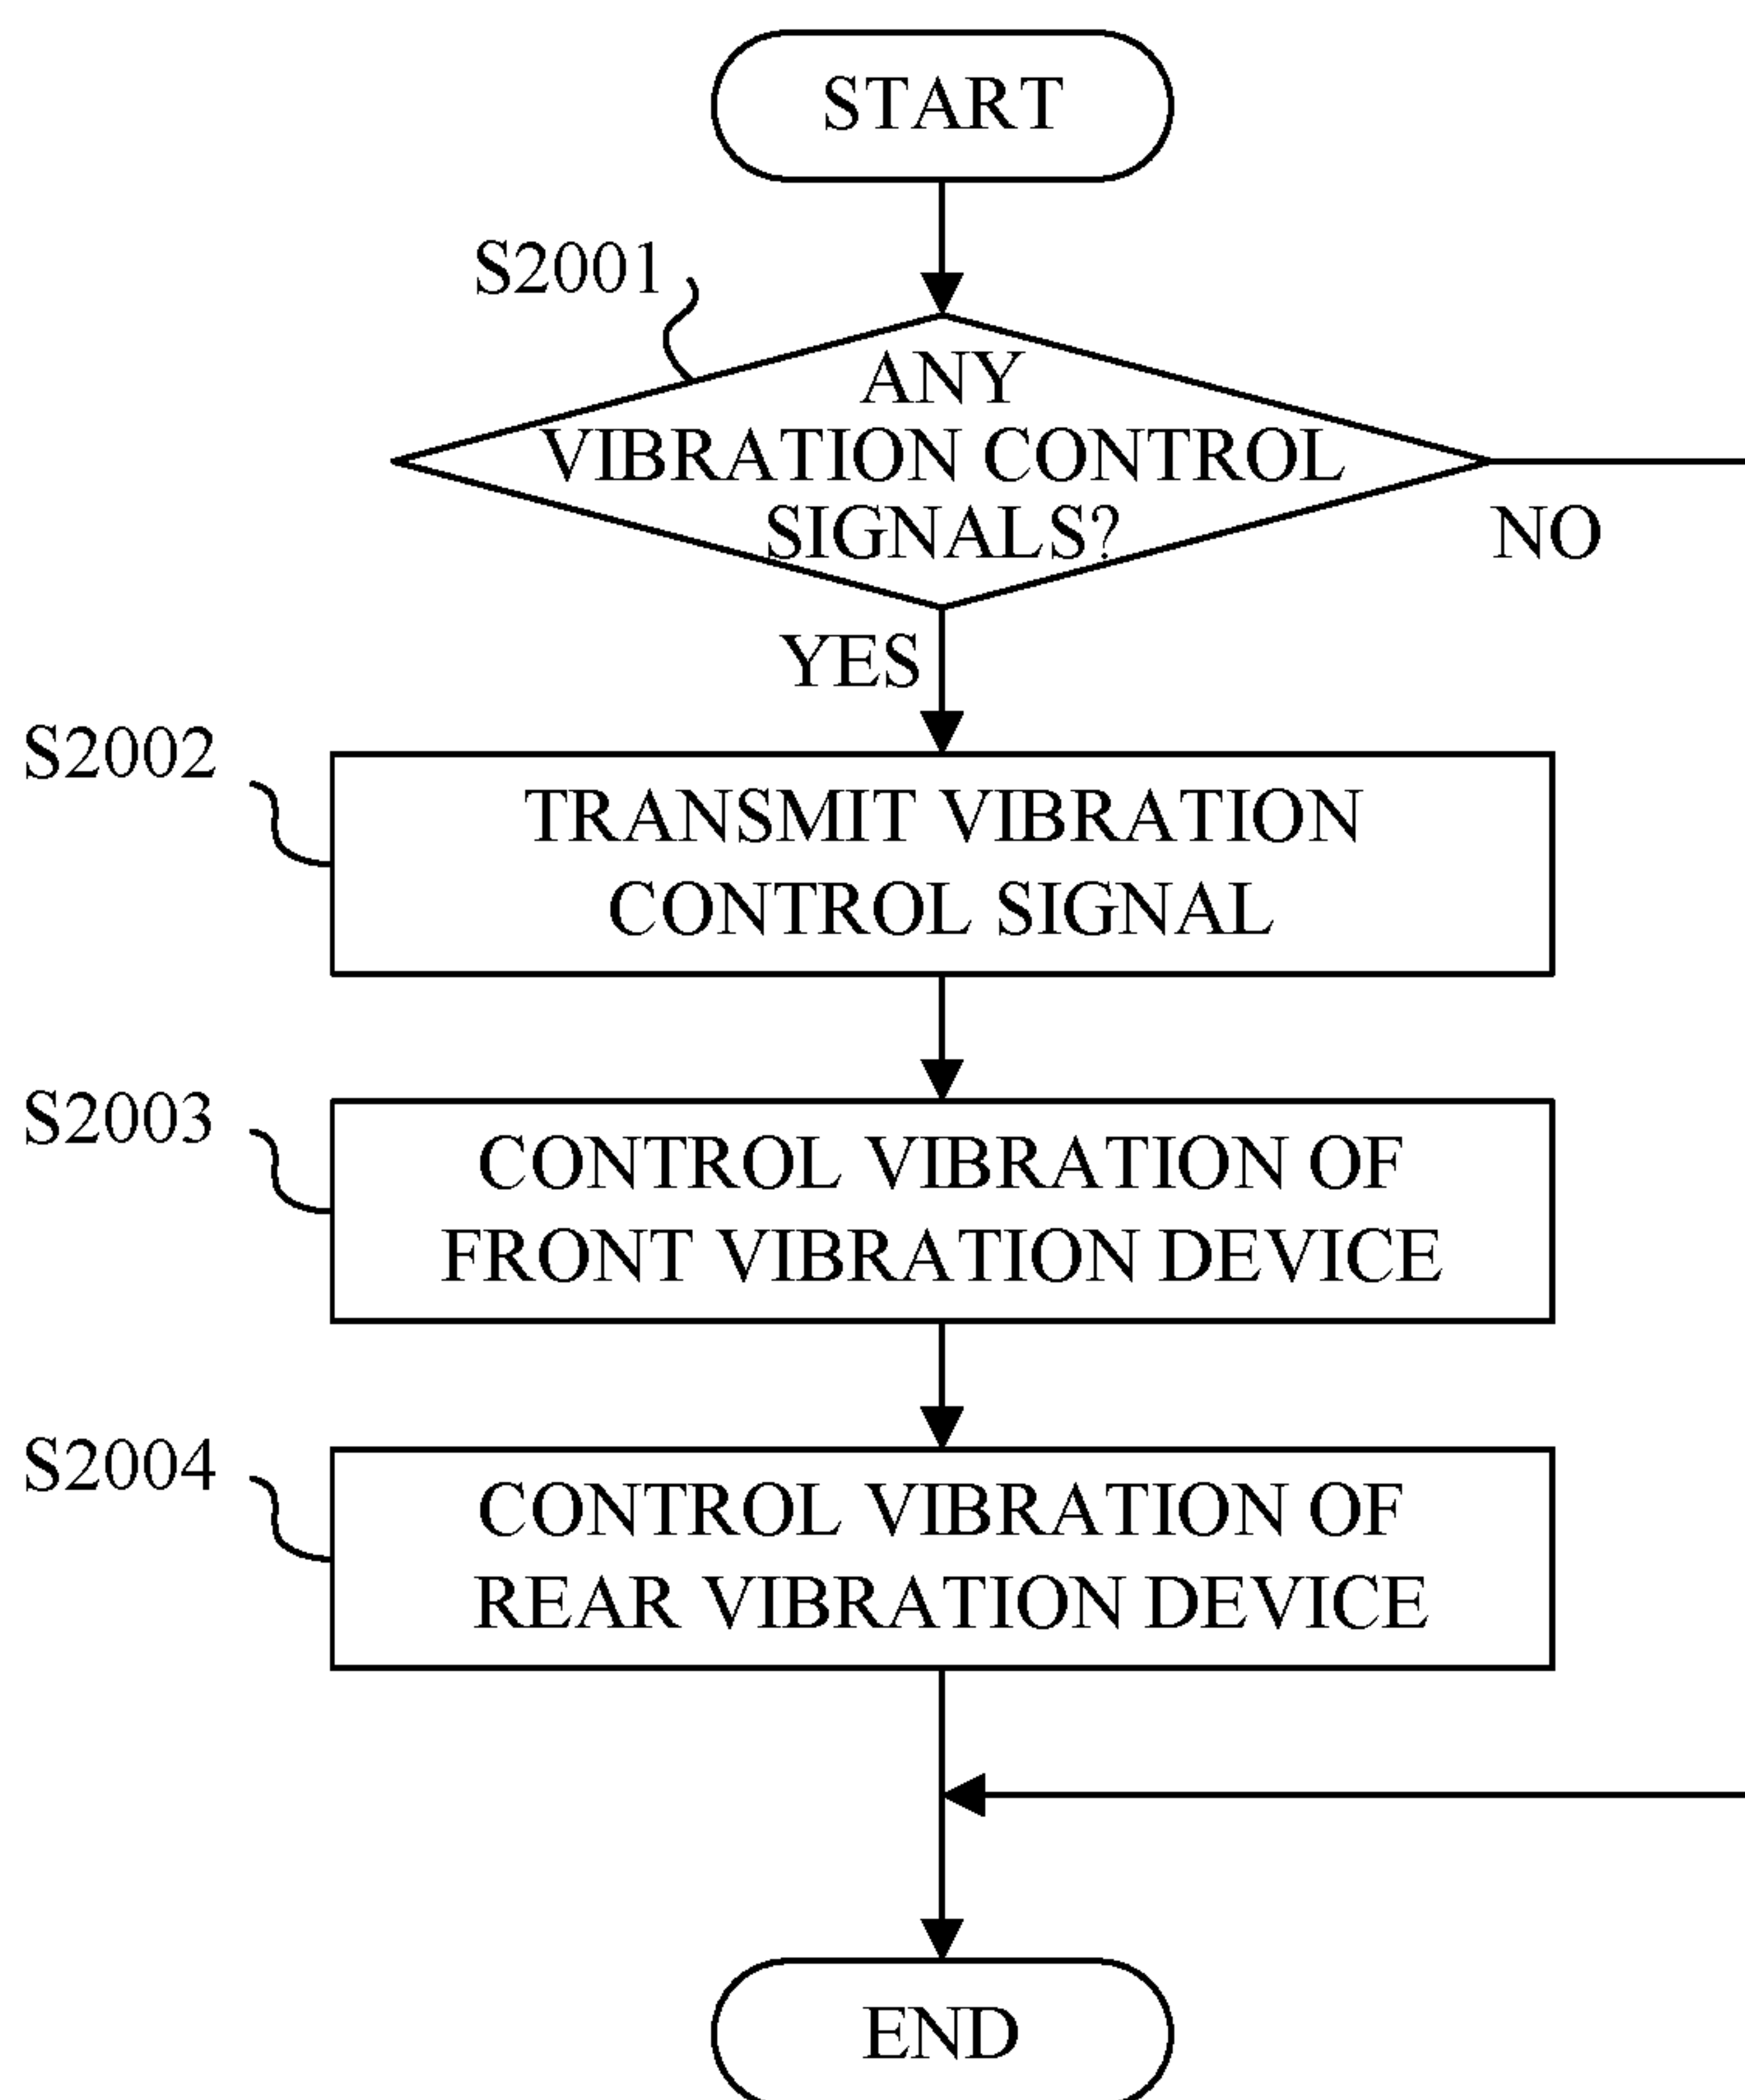 START
S2001
ANY
VIBRATION CONTROL
SIGNALS?
NO
YES
S2002
TRANSMIT VIBRATION
CONTROL SIGNAL
S2003
CONTROL VIBRATION OF
FRONT VIBRATION DEVICE
S2004
CONTROL VIBRATION OF
REAR VIBRATION DEVICE
END